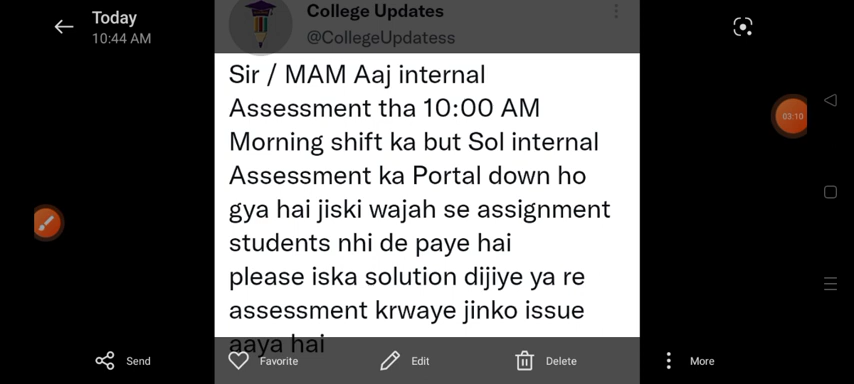 Today
10:44 AM
College Updates
@CollegeUpdatess
Sir / MAM Aaj internal
Assessment tha 10:00 AM
Morning shift ka but Sol internal
Assessment ka Portal down ho
gya hai jiski wajah se assignment
students nhi de paye hai
please iska solution dijiye ya re
assessment krwaye jinko issue
aaya hai
03:10
Send
Favorite
Edit
Delete
More